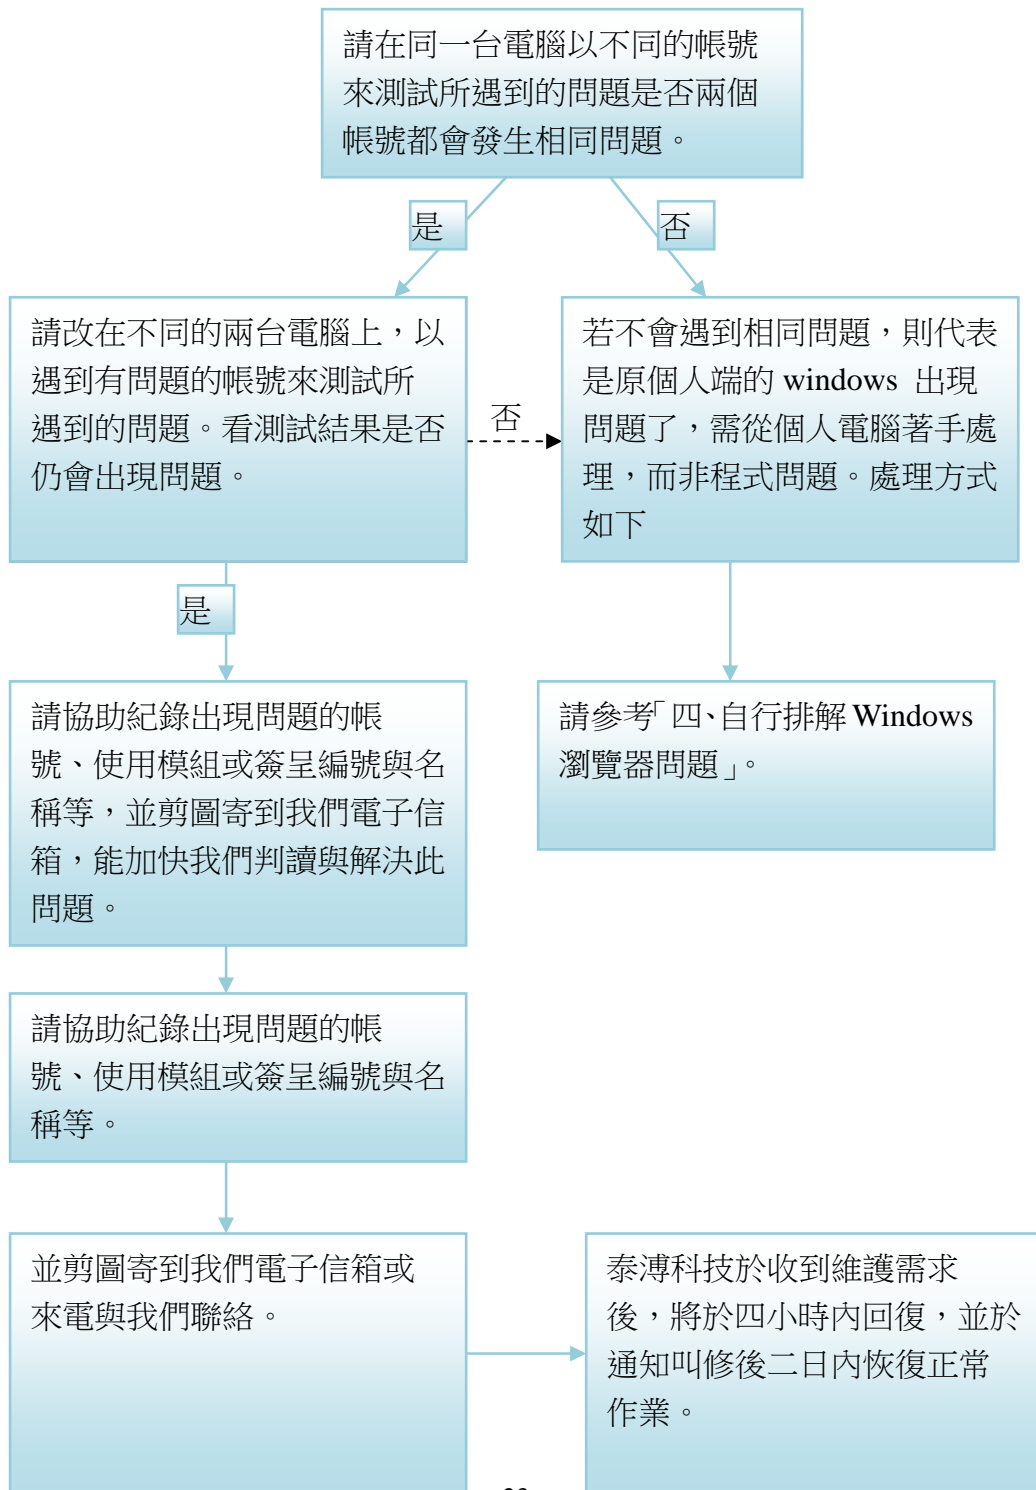 請在同一台電腦以不同的帳號
來測試所遇到的問題是否兩個
帳號都會發生相同問題。
是
否
請改在不同的兩台電腦上，以
遇到有問題的帳號來測試所
遇到的問題。看測試結果是否
仍會出現問題。
否
若不會遇到相同問題，則代表
是原個人端的 windows 出現
問題了，需從個人電腦著手處
理，而非程式問題。處理方式
如下
是
請協助紀錄出現問題的帳
號、使用模組或簽呈編號與名
稱等，並剪圖寄到我們電子信
箱，能加快我們判讀與解決此
問題。
請參考「四、自行排解 Windows
瀏覽器問題」。
請協助紀錄出現問題的帳
號、使用模組或簽呈編號與名
稱等。
並剪圖寄到我們電子信箱或
來電與我們聯絡。
泰溥科技於收到維護需求
後，將於四小時內回復，並於
通知叫修後二日內恢復正常
作業。